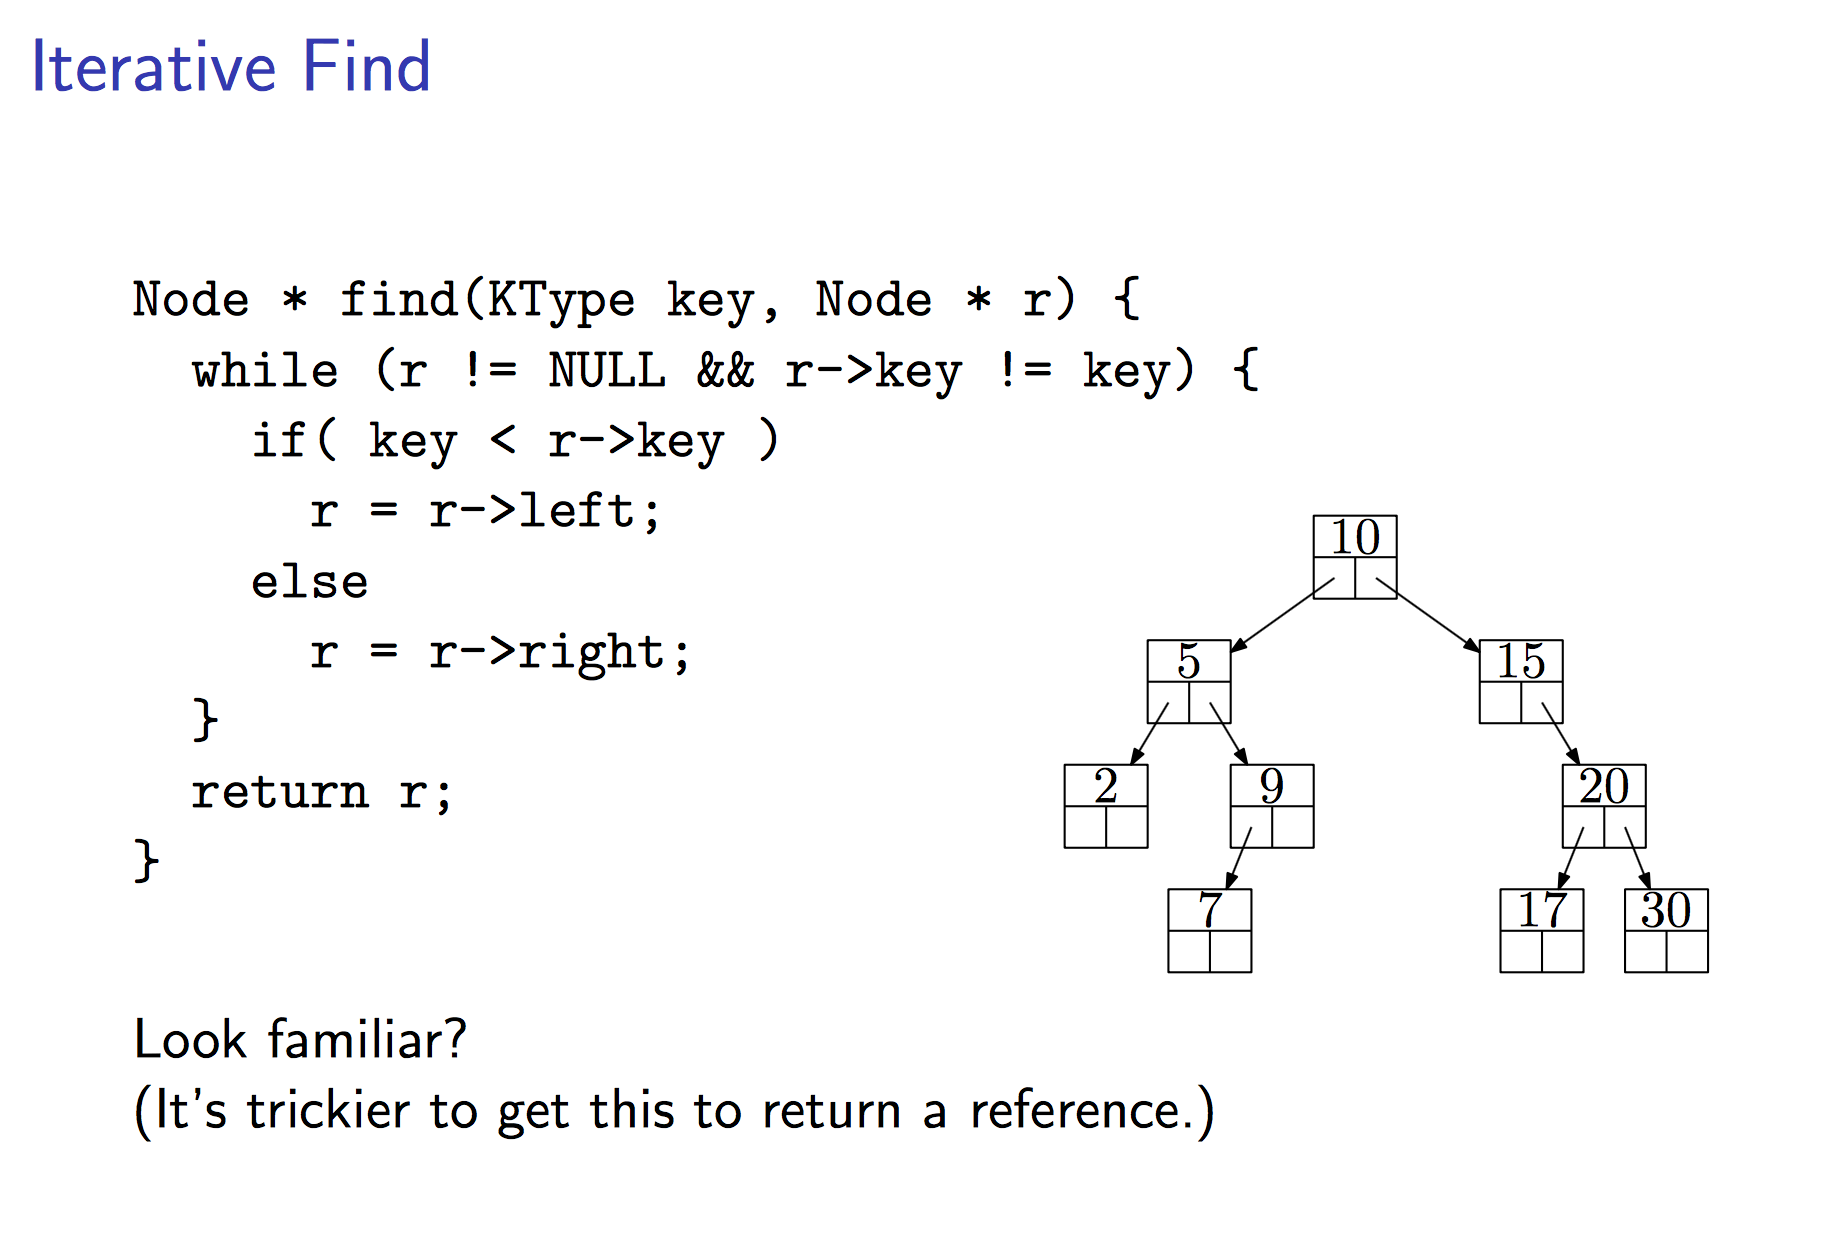 Iterative Find
Node * find(KType key, Node * r) {
while (r != NULL && r->key != key) {
if( key < r->key )
r = r->left;
else
r = r->right;
}
return r;
}
10
5 15
2 9 20
7 17 30
Look familiar?
(It's trickier to get this to return a reference.)